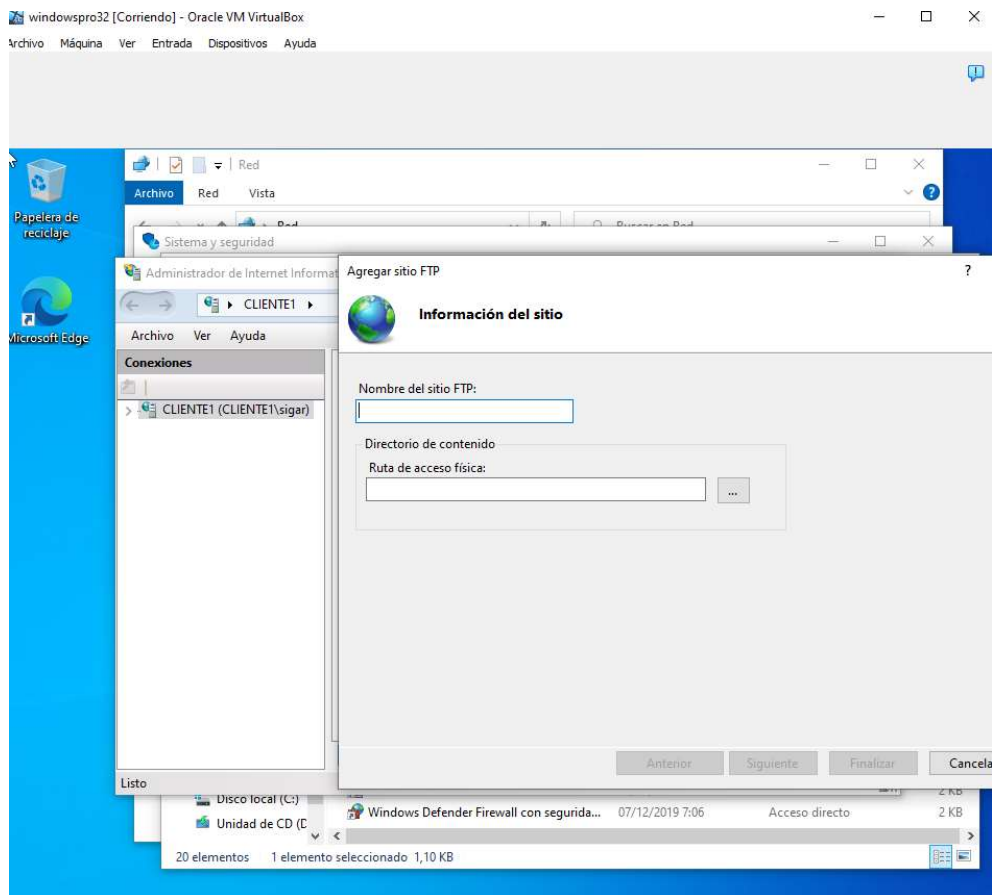 windowspro32 [Corriendo] - Oracle VM VirtualBox
Archivo Máquina Ver Entrada Dispositivos Ayuda
Papelera de reciclaje
Microsoft Edge
Red
Archivo Red Vista
Red Buscar en Red
Sistema y seguridad
Administrador de Internet Informat
CLIENTE1
Archivo Ver Ayuda
Conexiones
CLIENTE1 (CLIENTE1\sigar)
Listo
Agregar sitio FTP ?
Información del sitio
Nombre del sitio FTP:
Directorio de contenido
Ruta de acceso física:
...
Anterior Siguiente Finalizar Cancela
Disco local (C:) 2 KB
Unidad de CD (D Windows Defender Firewall con segurida... 07/12/2019 7:06 Acceso directo 2 KB
20 elementos 1 elemento seleccionado 1,10 KB